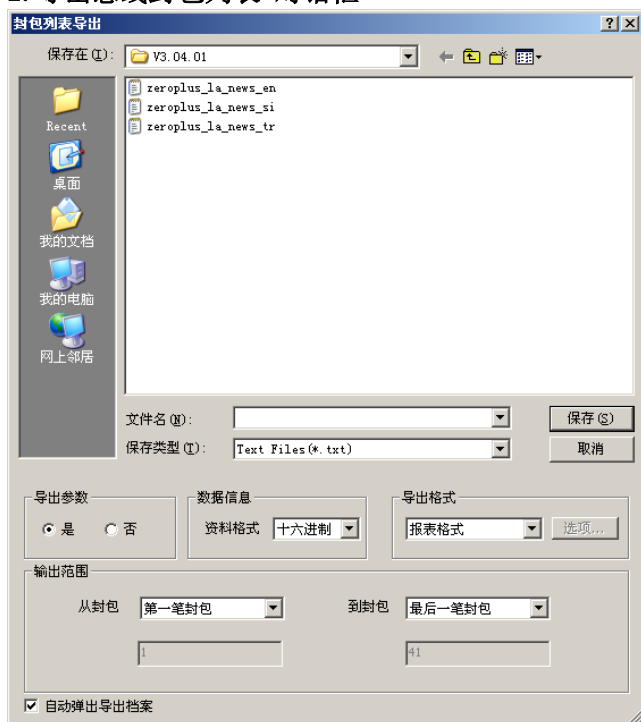 封包列表导出
保存在(I):
V3.04.01
zeroplus_la_news_en
zeroplus_la_news_si
zeroplus_la_news_tr
Recent
桌面
我的文档
我的电脑
网上邻居
文件名(N):
保存(S)
保存类型(T):
Text Files(*.txt)
取消
导出参数
是
否
数据信息
资料格式
十六进制
导出格式
报表格式
选项...
输出范围
从封包
第一笔封包
到封包
最后一笔封包
1
41
自动弹出导出档案